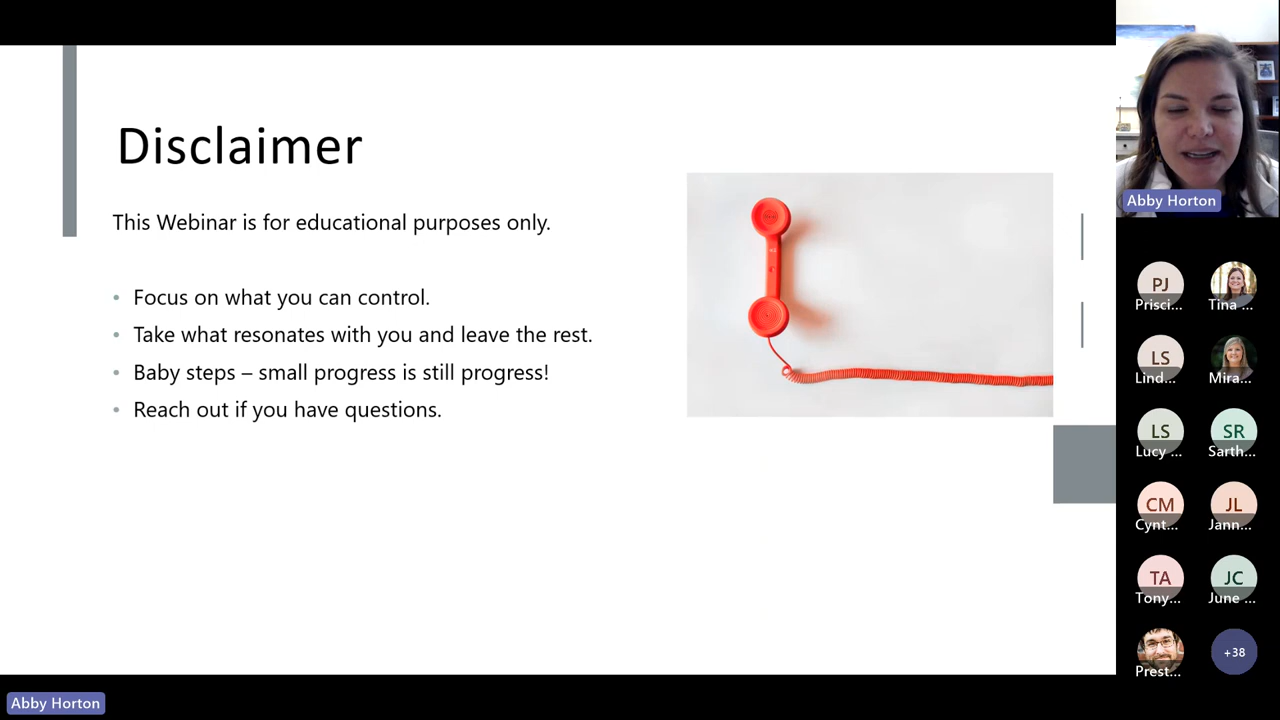 Disclaimer
This Webinar is for educational purposes only.
• Focus on what you can control.
• Take what resonates with you and leave the rest.
• Baby steps – small progress is still progress!
• Reach out if you have questions.
Abby Horton
PJ
Prisci...
Tina ...
LS
Lind...
Mira...
LS
Lucy ...
SR
Sarth...
CM
Cynt...
JL
Jann...
TA
Tony...
JC
June ...
Prest...
+38
Abby Horton